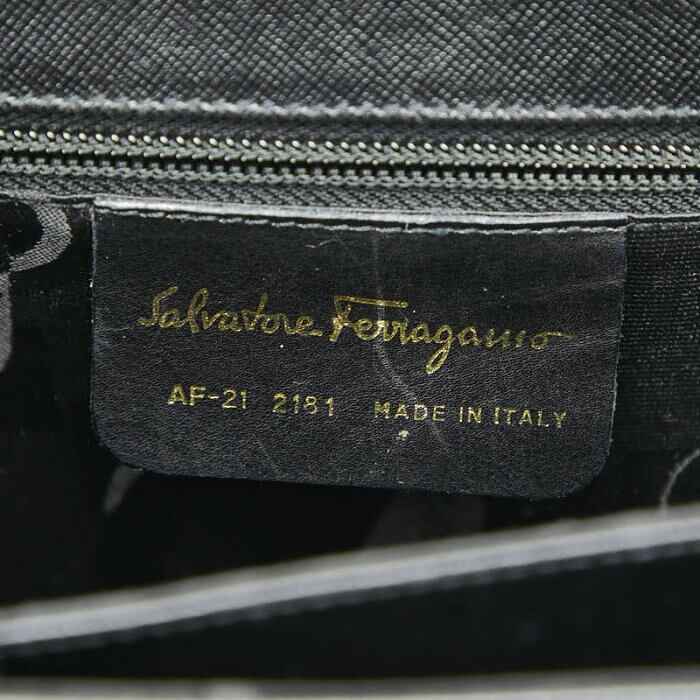 Salvatore Ferragamo
AF-21 2181 MADE IN ITALY